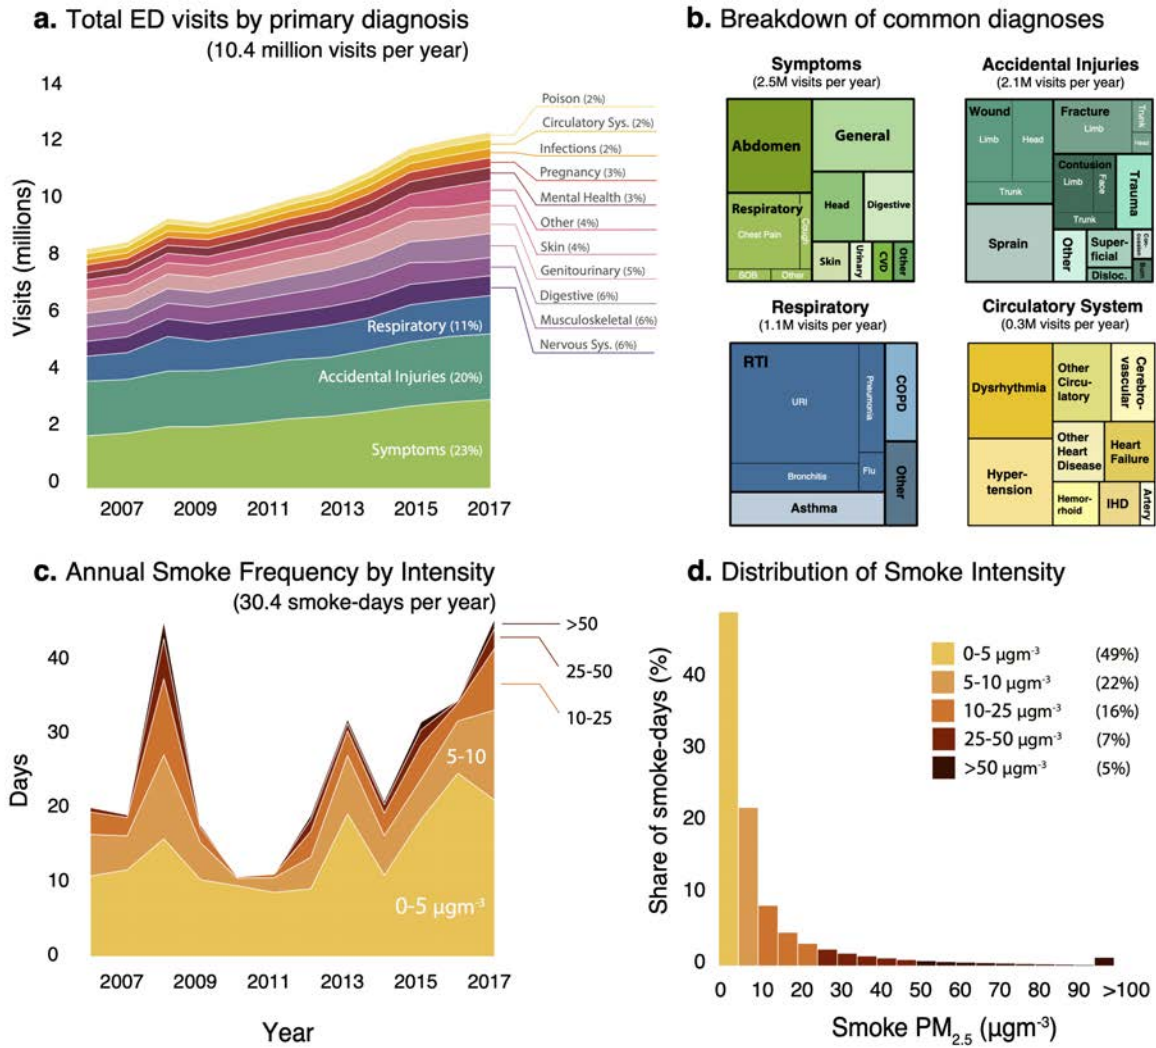 a. Total ED visits by primary diagnosis
(10.4 million visits per year)
Visits (millions)
14
12
10
8
6
4
2
0
2007
2009
2011
2013
2015
2017
Poison (2%)
Circulatory Sys. (2%)
Infections (2%)
Pregnancy (3%)
Mental Health (3%)
Other (4%)
Skin (4%)
Genitourinary (5%)
Digestive (6%)
Musculoskeletal (6%)
Nervous Sys. (6%)
Respiratory (11%)
Accidental Injuries (20%)
Symptoms (23%)
b. Breakdown of common diagnoses
Symptoms
(2.5M visits per year)
Abdomen
General
Respiratory
Chest Pain
Cough
SOB
Other
Head
Digestive
Skin
Urinary
CVD
Other
Accidental Injuries
(2.1M visits per year)
Wound
Limb
Head
Trunk
Fracture
Limb
Trunk
Head
Contusion
Limb
Face
Trunk
Trauma
Sprain
Other
Super-
ficial
Disloc.
Con-
cussion
Burn
Respiratory
(1.1M visits per year)
RTI
URI
Pneumonia
Bronchitis
Flu
COPD
Other
Asthma
Circulatory System
(0.3M visits per year)
Dysrhythmia
Other
Circu-
latory
Cerebro-
vascular
Hyper-
tension
Other
Heart
Disease
Heart
Failure
Hemor-
rhoid
IHD
Artery
c. Annual Smoke Frequency by Intensity
(30.4 smoke-days per year)
Days
40
30
20
10
0
>50
25-50
10-25
5-10
0-5 µgm⁻³
2007
2009
2011
2013
2015
2017
Year
d. Distribution of Smoke Intensity
Share of smoke-days (%)
40
30
20
10
0
0-5 µgm⁻³ (49%)
5-10 µgm⁻³ (22%)
10-25 µgm⁻³ (16%)
25-50 µgm⁻³ (7%)
>50 µgm⁻³ (5%)
0 10 20 30 40 50 60 70 80 90 >100
Smoke PM₂.₅ (µgm⁻³)